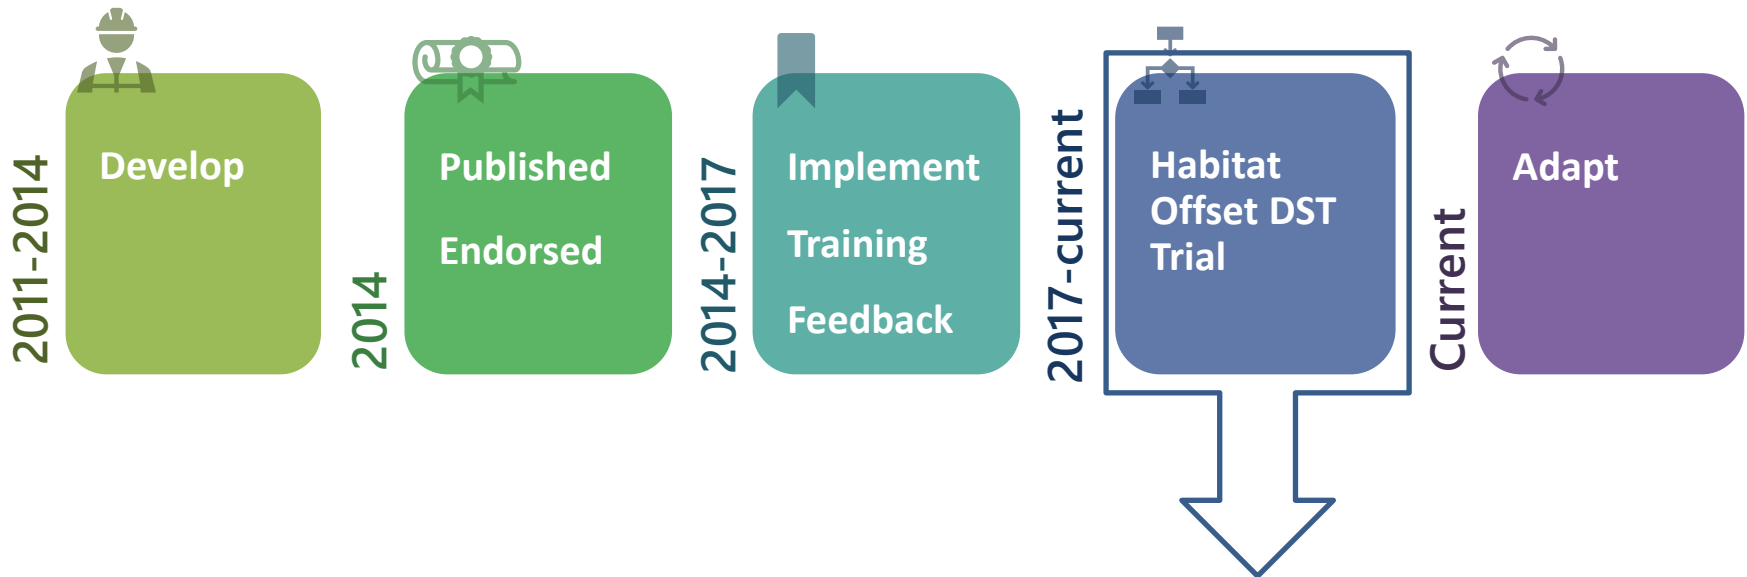 2011-2014
Develop
2014
Published
Endorsed
2014-2017
Implement
Training
Feedback
2017-current
Habitat
Offset DST
Trial
Current
Adapt